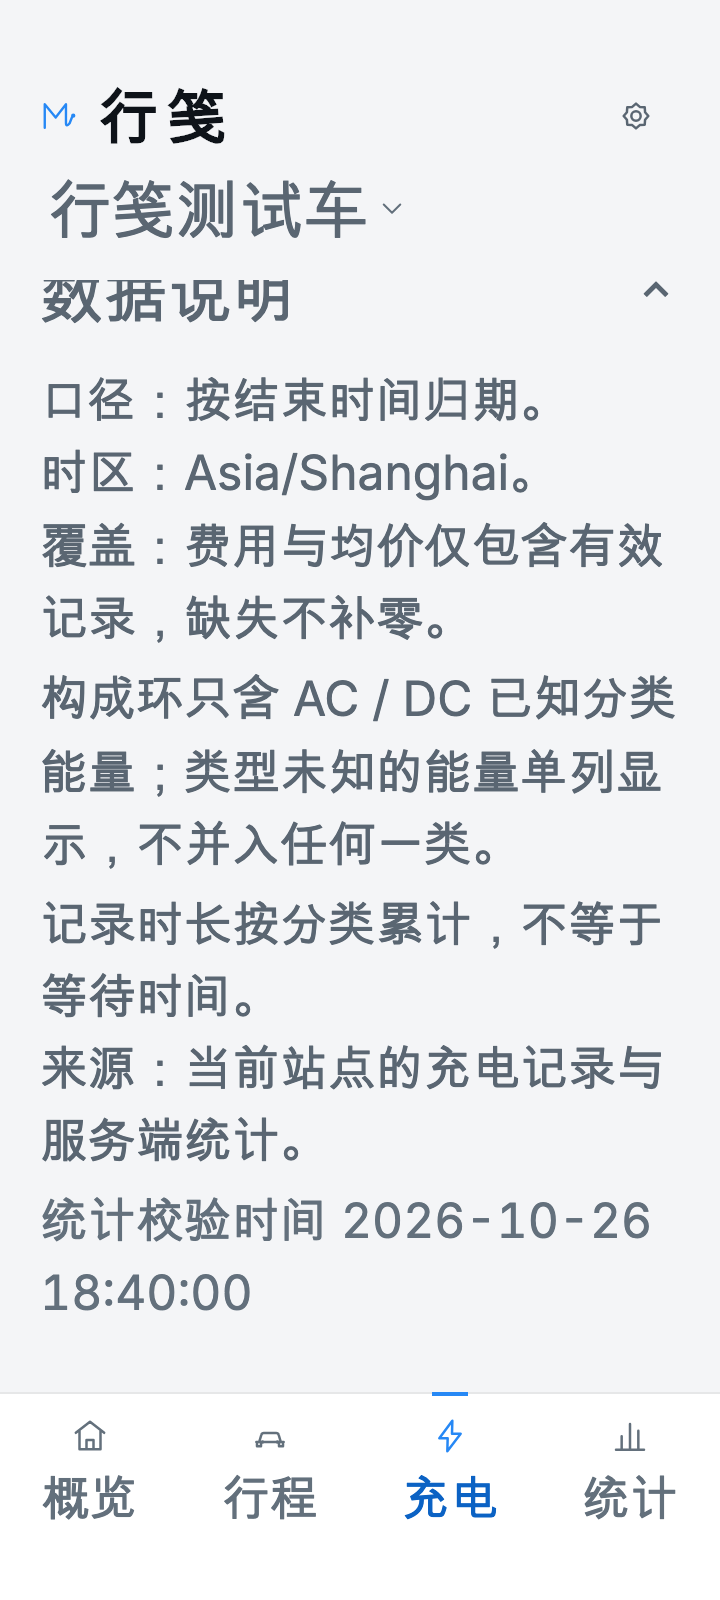 行笺
行笺测试车
数据说明
口径：按结束时间归期。
时区：Asia/Shanghai。
覆盖：费用与均价仅包含有效
记录，缺失不补零。
构成环只含 AC / DC 已知分类
能量；类型未知的能量单列显
示，不并入任何一类。
记录时长按分类累计，不等于
等待时间。
来源：当前站点的充电记录与
服务端统计。
统计校验时间 2026-10-26
18:40:00
概览 行程 充电 统计